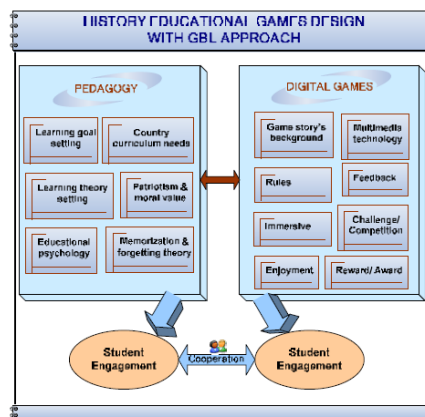 HISTORY EDUCATIONAL GAMES DESIGN
WITH GBL APPROACH
PEDAGOGY
Learning goal
setting
Country
curriculum needs
Learning theory
setting
Patriotism &
moral value
Educational
psychology
Memorization &
forgetting theory
DIGITAL GAMES
Game story's
background
Multimedia
technology
Rules
Feedback
Immersive
Challenge/
Competition
Enjoyment
Reward/ Award
Student
Engagement
Cooperation
Student
Engagement